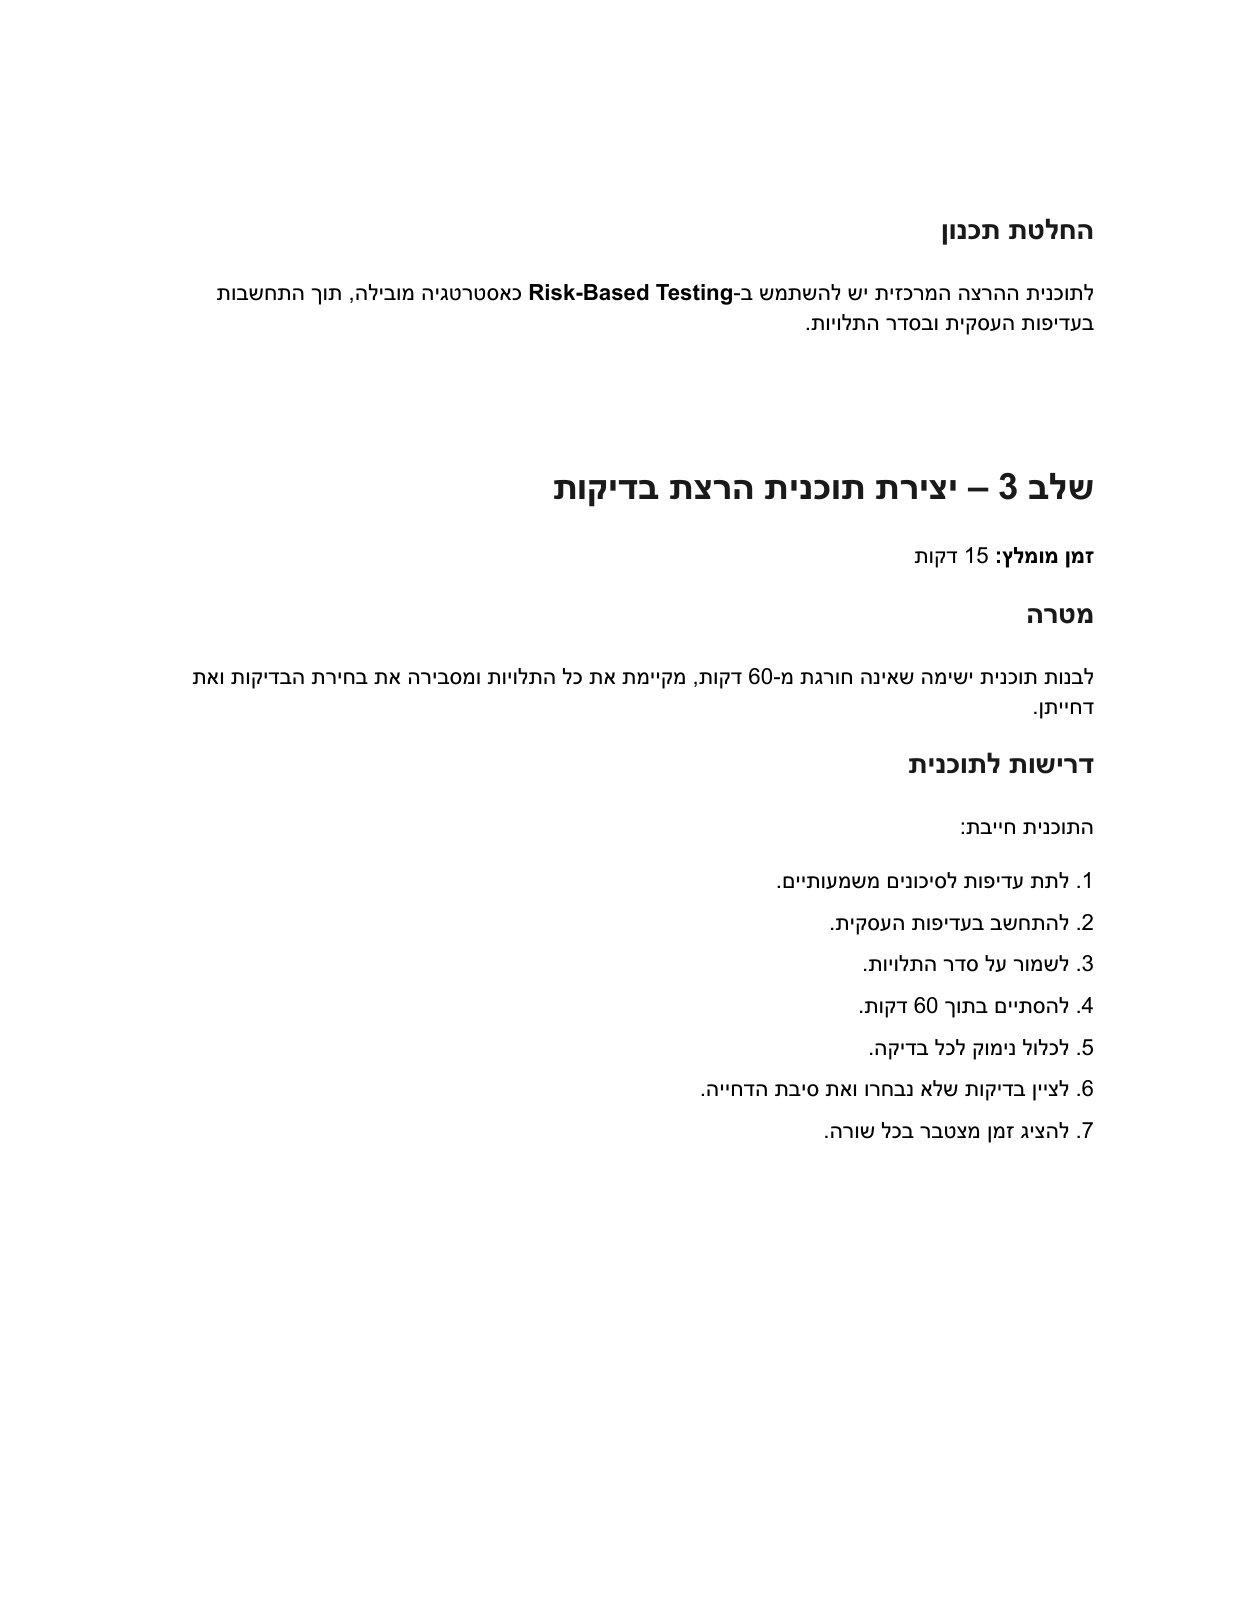 החלטת תכנון
לתוכנית ההרצה המרכזית יש להשתמש ב-Risk-Based Testing כאסטרטגיה מובילה, תוך התחשבות
בעדיפות העסקית ובסדר התלויות.
שלב 3 – יצירת תוכנית הרצת בדיקות
זמן מומלץ: 15 דקות
מטרה
לבנות תוכנית ישימה שאינה חורגת מ-60 דקות, מקיימת את כל התלויות ומסבירה את בחירת הבדיקות ואת
דחייתן.
דרישות לתוכנית
התוכנית חייבת:
1. לתת עדיפות לסיכונים משמעותיים.
2. להתחשב בעדיפות העסקית.
3. לשמור על סדר התלויות.
4. להסתיים בתוך 60 דקות.
5. לכלול נימוק לכל בדיקה.
6. לציין בדיקות שלא נבחרו ואת סיבת הדחייה.
7. להציג זמן מצטבר בכל שורה.